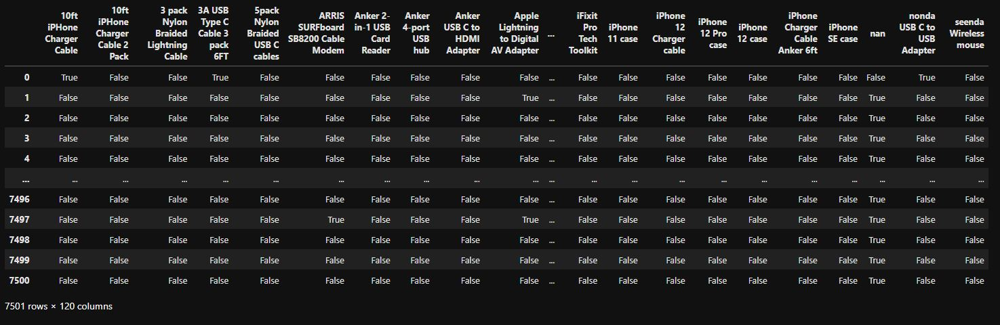 10ft iPHone Charger Cable 10ft iPHone Charger Cable 2 Pack 3 pack Nylon Braided Lightning Cable 3A USB Type C Cable 3 pack 6FT 5pack Nylon Braided USB C cables ARRIS SURFboard SB8200 Cable Modem Anker 2-in-1 USB Card Reader Anker 4-port USB hub Anker USB C to HDMI Adapter Apple Lightning to Digital AV Adapter ... iFixit Pro Tech Toolkit iPhone 11 case iPhone 12 Charger cable iPhone 12 Pro case iPhone 12 case iPhone Charger Cable Anker 6ft iPhone SE case nan nonda USB C to USB Adapter seenda Wireless mouse
0 True False False True False False False False False False ... False False False False False False False False True False
1 False False False False False False False False False True ... False False False False False False False True False False
2 False False False False False False False False False False ... False False False False False False False True False False
3 False False False False False False False False False False ... False False False False False False False True False False
4 False False False False False False False False False False ... False False False False False False False True False False
... ... ... ... ... ... ... ... ... ... ... ... ... ... ... ... ... ... ... ... ... ...
7496 False False False False False False False False False False ... False False False False False False False True False False
7497 False False False False False True False False False True ... False False False False False False False True False False
7498 False False False False False False False False False False ... False False False False False False False True False False
7499 False False False False False False False False False False ... False False False False False False False True False False
7500 False False False False False False False False False False ... False False False False False False False True False False
7501 rows × 120 columns